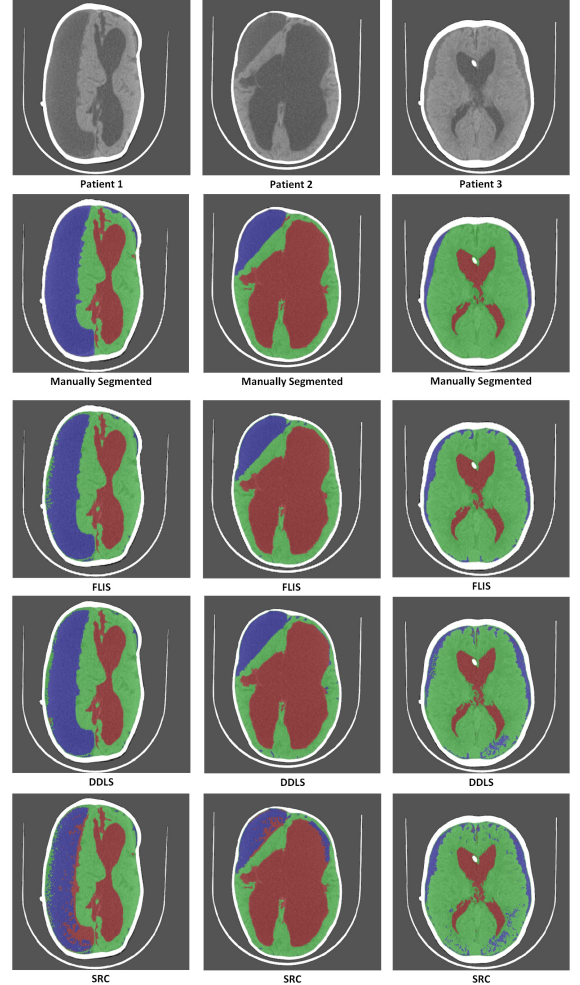 Patient 1
Patient 2
Patient 3
Manually Segmented
Manually Segmented
Manually Segmented
FLIS
FLIS
FLIS
DDLS
DDLS
DDLS
SRC
SRC
SRC